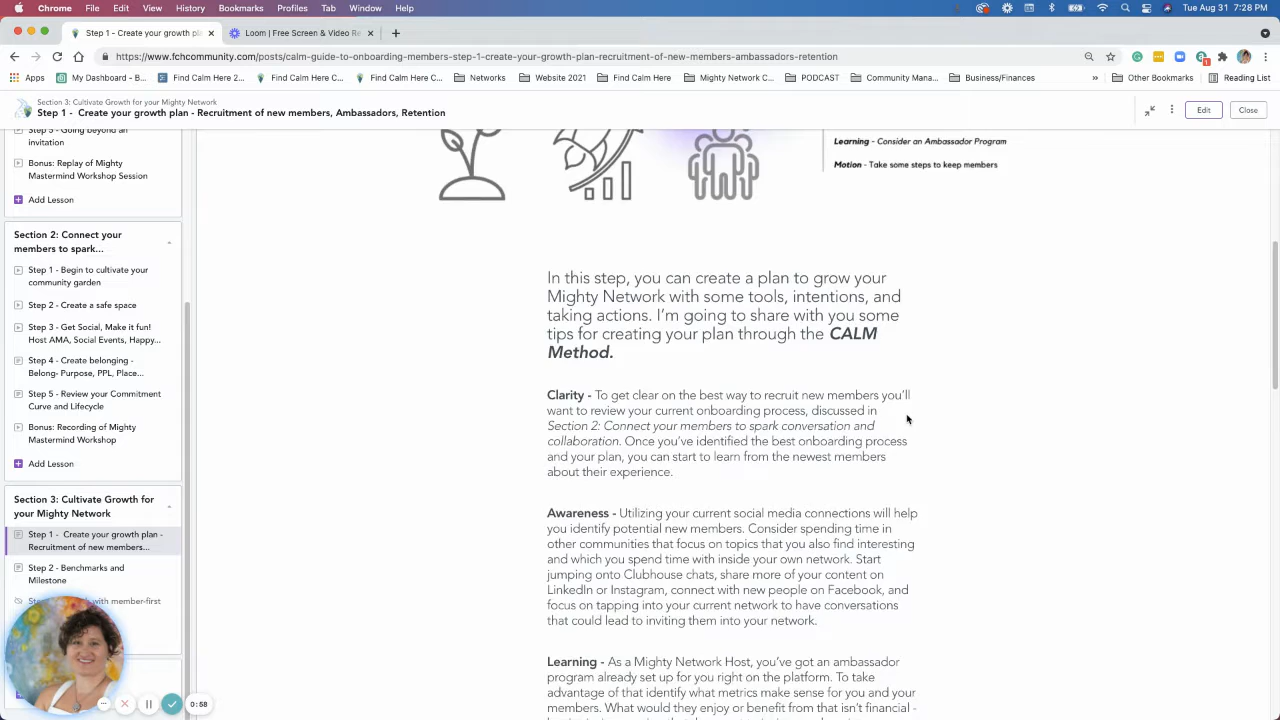 Chrome File Edit View History Bookmarks Profiles Tab Window Help
Tue Aug 31 7:28 PM
Step 1 - Create your growth pl
Loom | Free Screen & Video Re
https://www.fchcommunity.com/posts/calm-guide-to-onboarding-members-step-1-create-your-growth-plan-recruitment-of-new-members-ambassadors-retention
Apps My Dashboard - B... Find Calm Here 2... Find Calm Here C... Find Calm Here C... Networks Website 2021 Find Calm Here Mighty Network C... PODCAST Community Mana... Business/Finances » Other Bookmarks Reading List
Section 3: Cultivate Growth for your Mighty Network
Step 1 - Create your growth plan - Recruitment of new members, Ambassadors, Retention
Edit
Close
Step 5 - Going beyond an
invitation
Bonus: Replay of Mighty
Mastermind Workshop Session
Add Lesson
Section 2: Connect your
members to spark...
Step 1 - Begin to cultivate your
community garden
Step 2 - Create a safe space
Step 3 - Get Social, Make it fun!
Host AMA, Social Events, Happy...
Step 4 - Create belonging -
Belong- Purpose, PPL, Place...
Step 5 - Review your Commitment
Curve and Lifecycle
Bonus: Recording of Mighty
Mastermind Workshop
Add Lesson
Section 3: Cultivate Growth for
your Mighty Network
Step 1 - Create your growth plan -
Recruitment of new members...
Step 2 - Benchmarks and
Milestone
with member-first
0:58
Learning - Consider an Ambassador Program
Motion - Take some steps to keep members
In this step, you can create a plan to grow your
Mighty Network with some tools, intentions, and
taking actions. I'm going to share with you some
tips for creating your plan through the CALM
Method.
Clarity - To get clear on the best way to recruit new members you'll
want to review your current onboarding process, discussed in
Section 2: Connect your members to spark conversation and
collaboration. Once you've identified the best onboarding process
and your plan, you can start to learn from the newest members
about their experience.
Awareness - Utilizing your current social media connections will help
you identify potential new members. Consider spending time in
other communities that focus on topics that you also find interesting
and which you spend time with inside your own network. Start
jumping onto Clubhouse chats, share more of your content on
LinkedIn or Instagram, connect with new people on Facebook, and
focus on tapping into your current network to have conversations
that could lead to inviting them into your network.
Learning - As a Mighty Network Host, you've got an ambassador
program already set up for you right on the platform. To take
advantage of that identify what metrics make sense for you and your
members. What would they enjoy or benefit from that isn't financial -